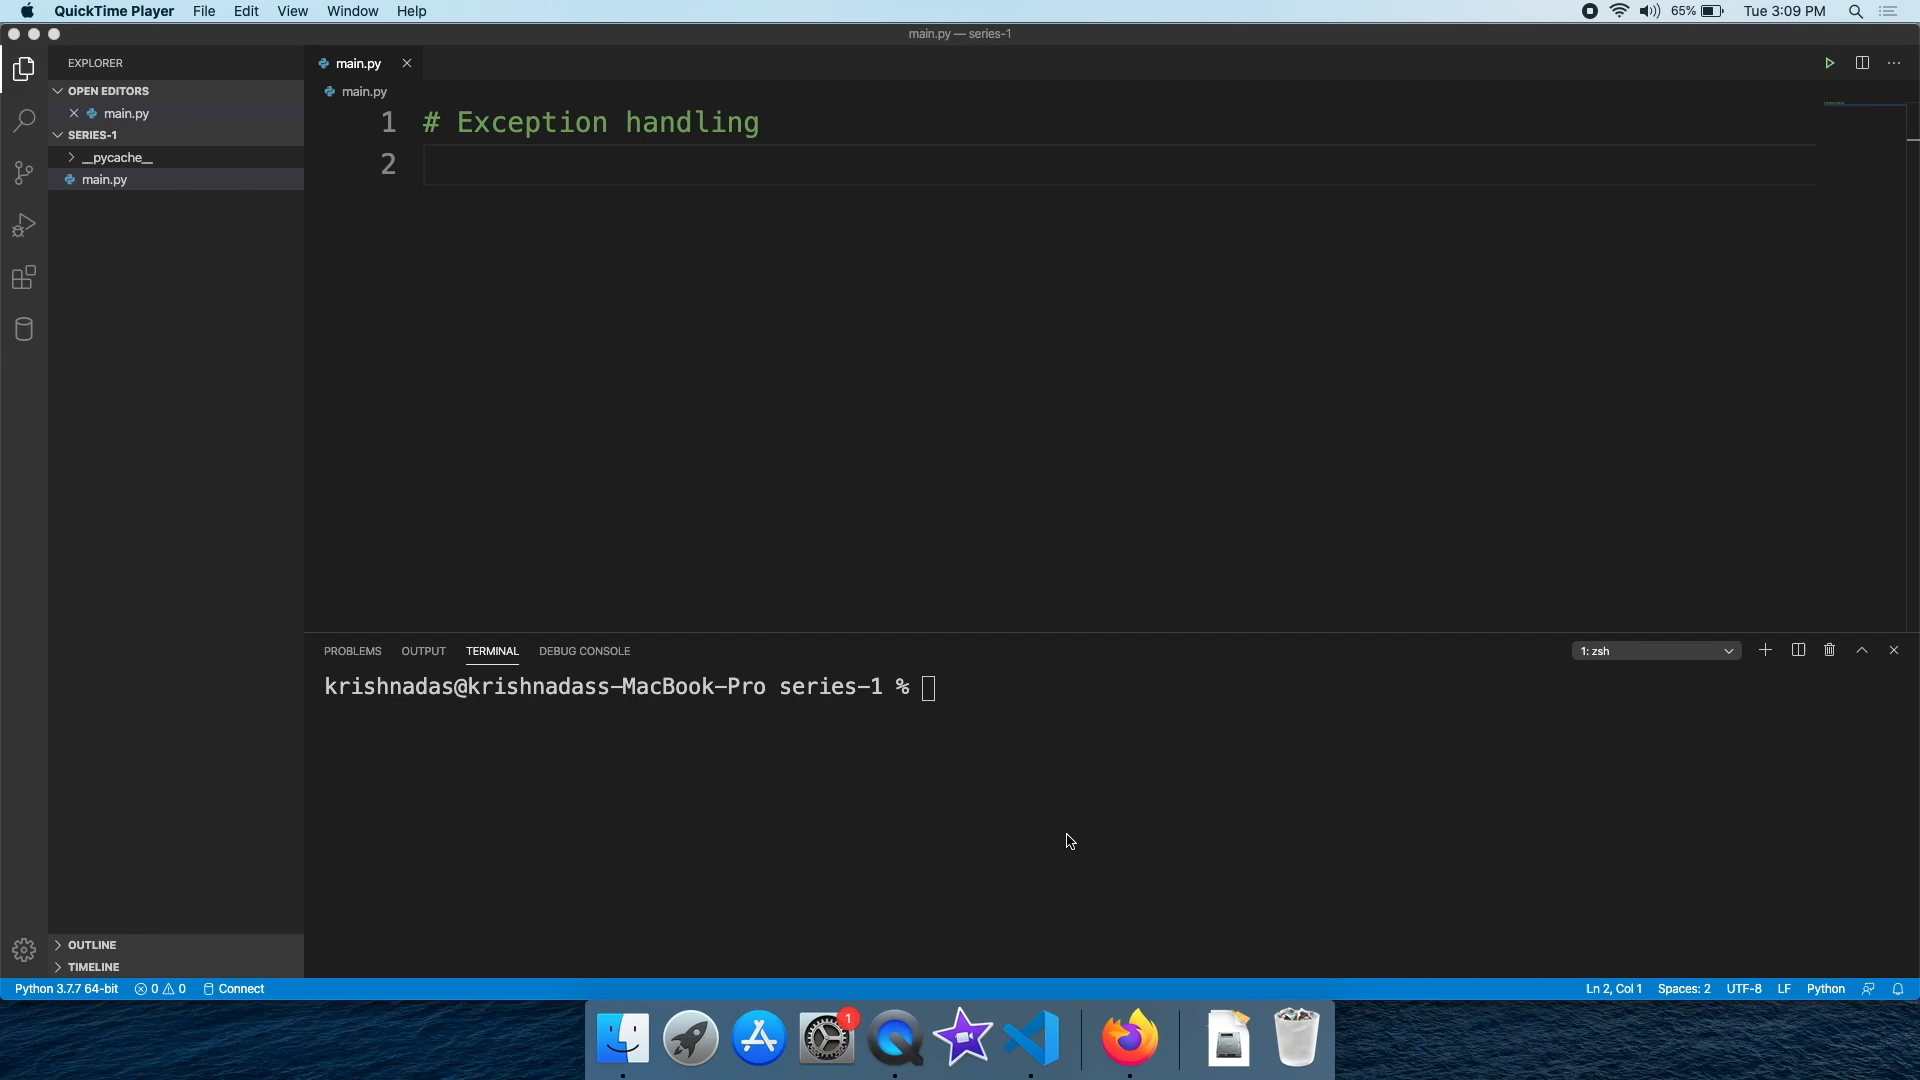 QuickTime Player File Edit View Window Help 65% Tue 3:09 PM
main.py — series-1
EXPLORER
main.py
OPEN EDITORS
main.py
main.py
SERIES-1
__pycache__
main.py
1 # Exception handling
2
PROBLEMS OUTPUT TERMINAL DEBUG CONSOLE 1: zsh
krishnadas@krishnadass-MacBook-Pro series-1 %
OUTLINE
TIMELINE
Python 3.7.7 64-bit 0 0 Connect Ln 2, Col 1 Spaces: 2 UTF-8 LF Python
1